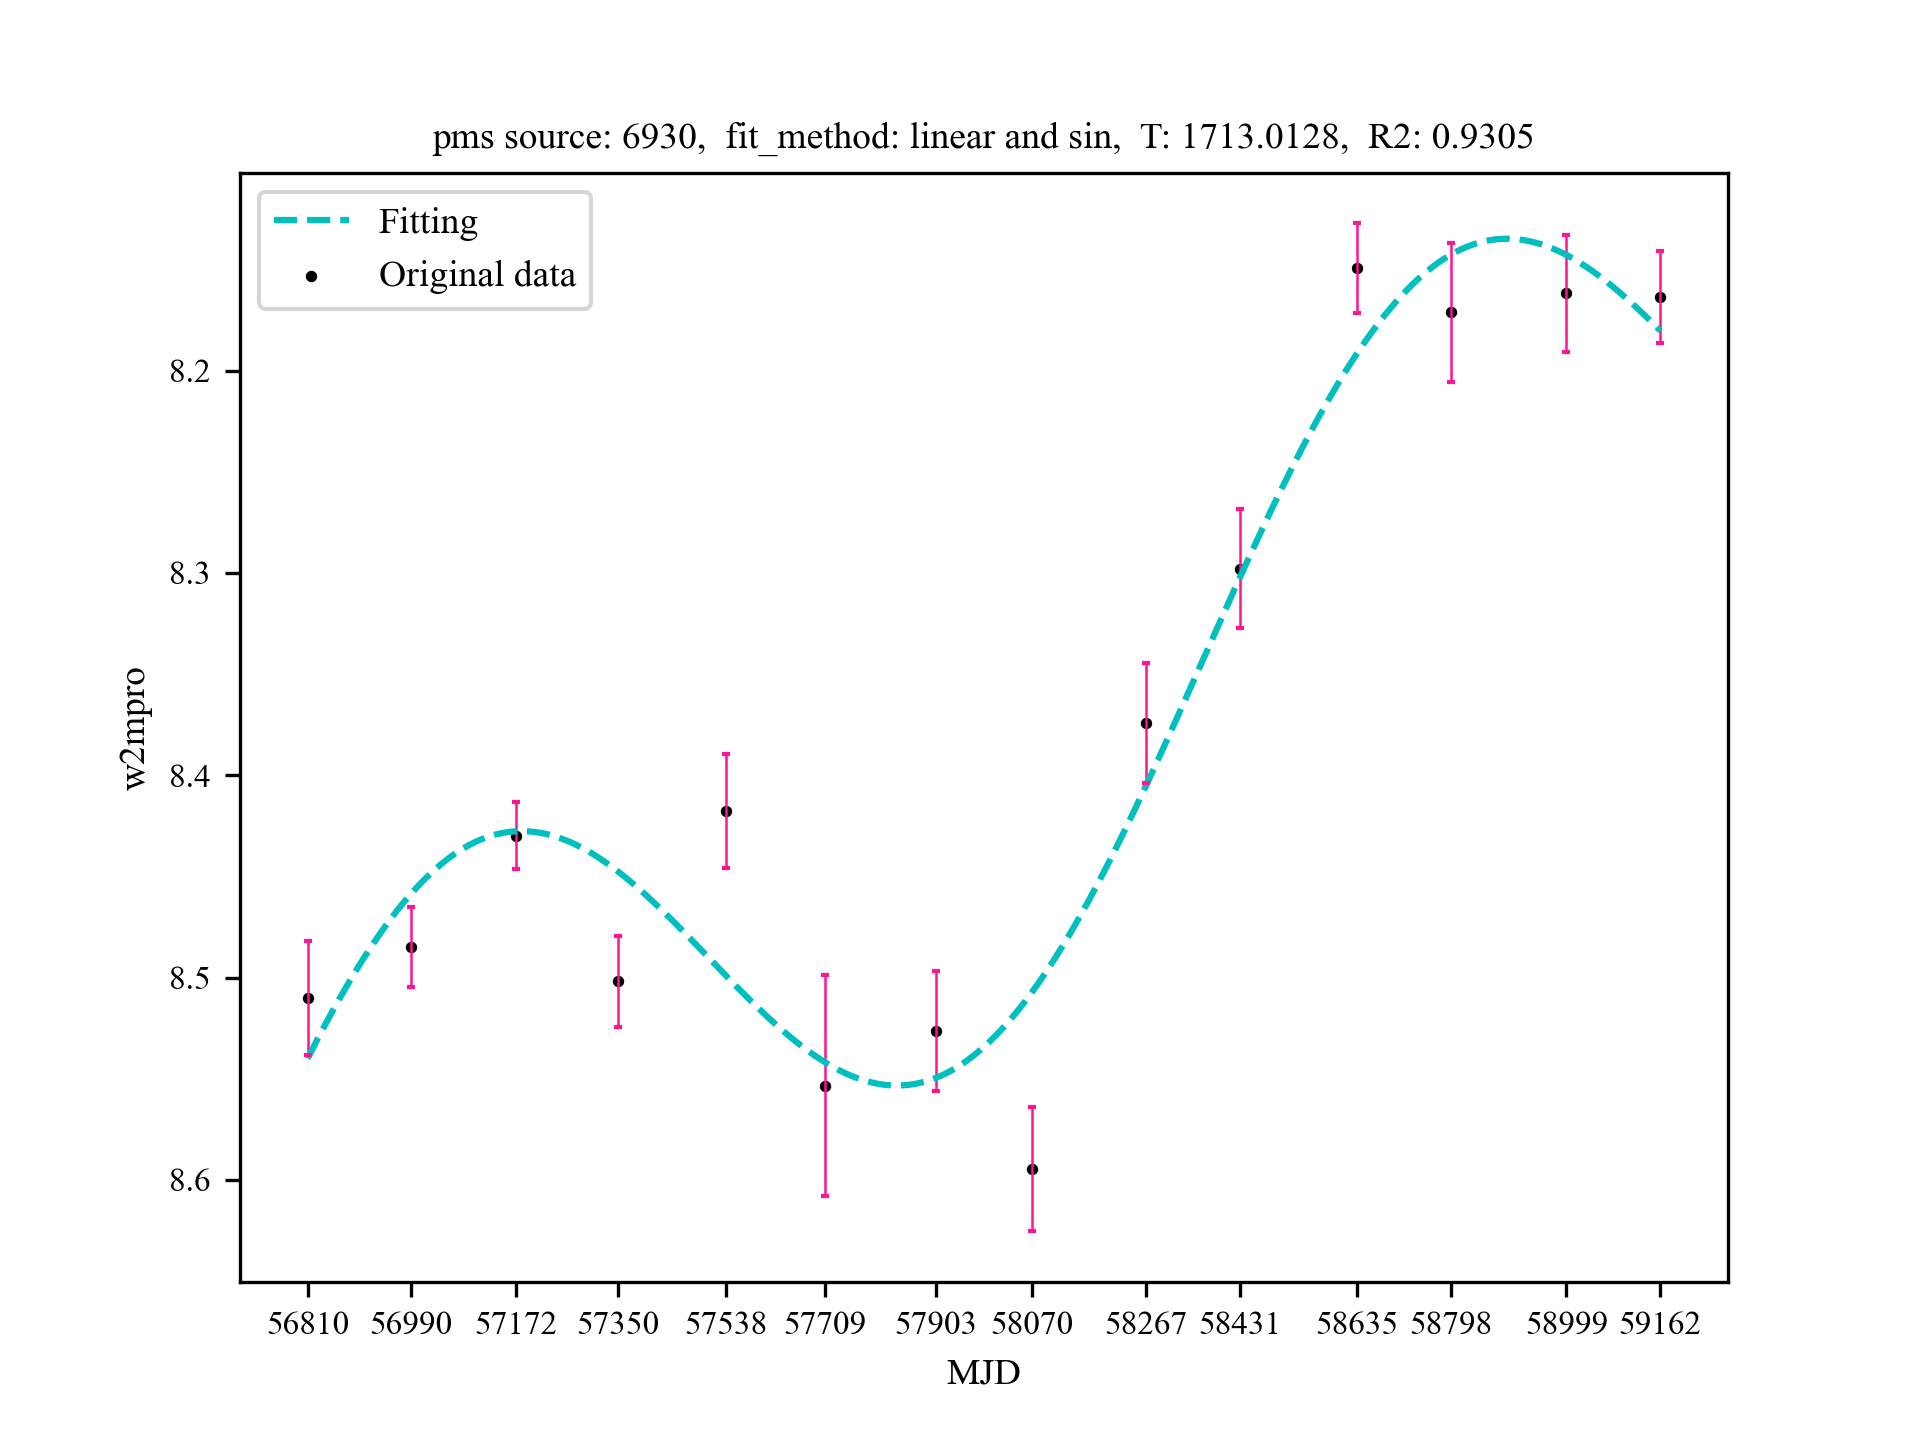 pms source: 6930,  fit_method: linear and sin,  T: 1713.0128,  R2: 0.9305
Fitting
Original data
8.2
8.3
8.4
8.5
8.6
w2mpro
56810 56990 57172 57350 57538 57709 57903 58070 58267 58431 58635 58798 58999 59162
MJD